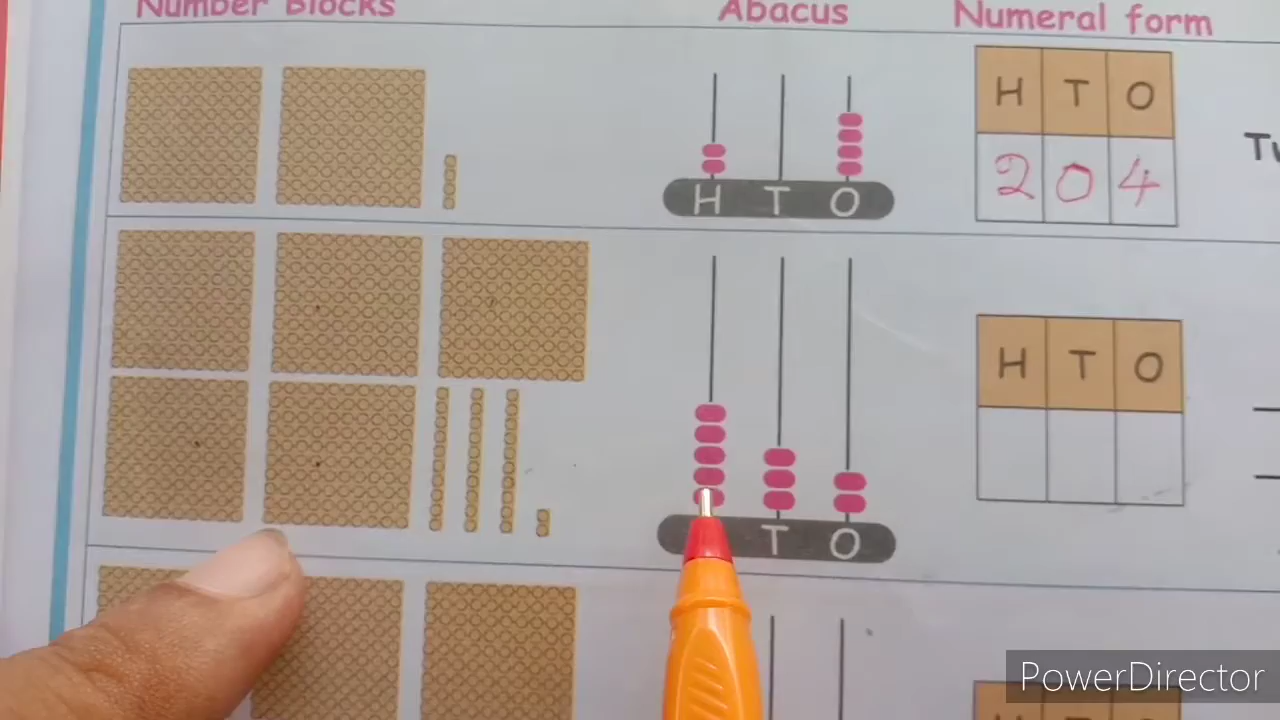 Number Blocks Abacus Numeral form
H T O
H T O 2 0 4
H T O
T O
PowerDirector